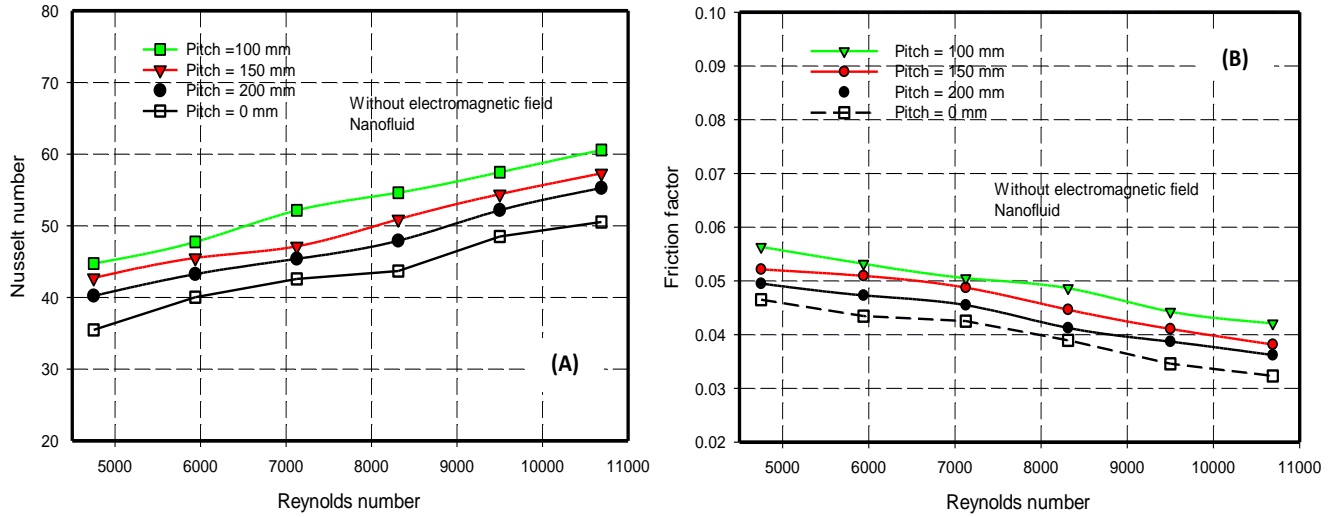 80
70
60
50
40
30
20
Nusselt number
Pitch =100 mm
Pitch = 150 mm
Pitch = 200 mm
Pitch = 0 mm
Without electromagnetic field
Nanofluid
(A)
5000 6000 7000 8000 9000 10000 11000
Reynolds number
0.10
0.09
0.08
0.07
0.06
0.05
0.04
0.03
0.02
Friction factor
Pitch = 100 mm
Pitch = 150 mm
Pitch = 200 mm
Pitch = 0 mm
(B)
Without electromagnetic field
Nanofluid
5000 6000 7000 8000 9000 10000 11000
Reynolds number